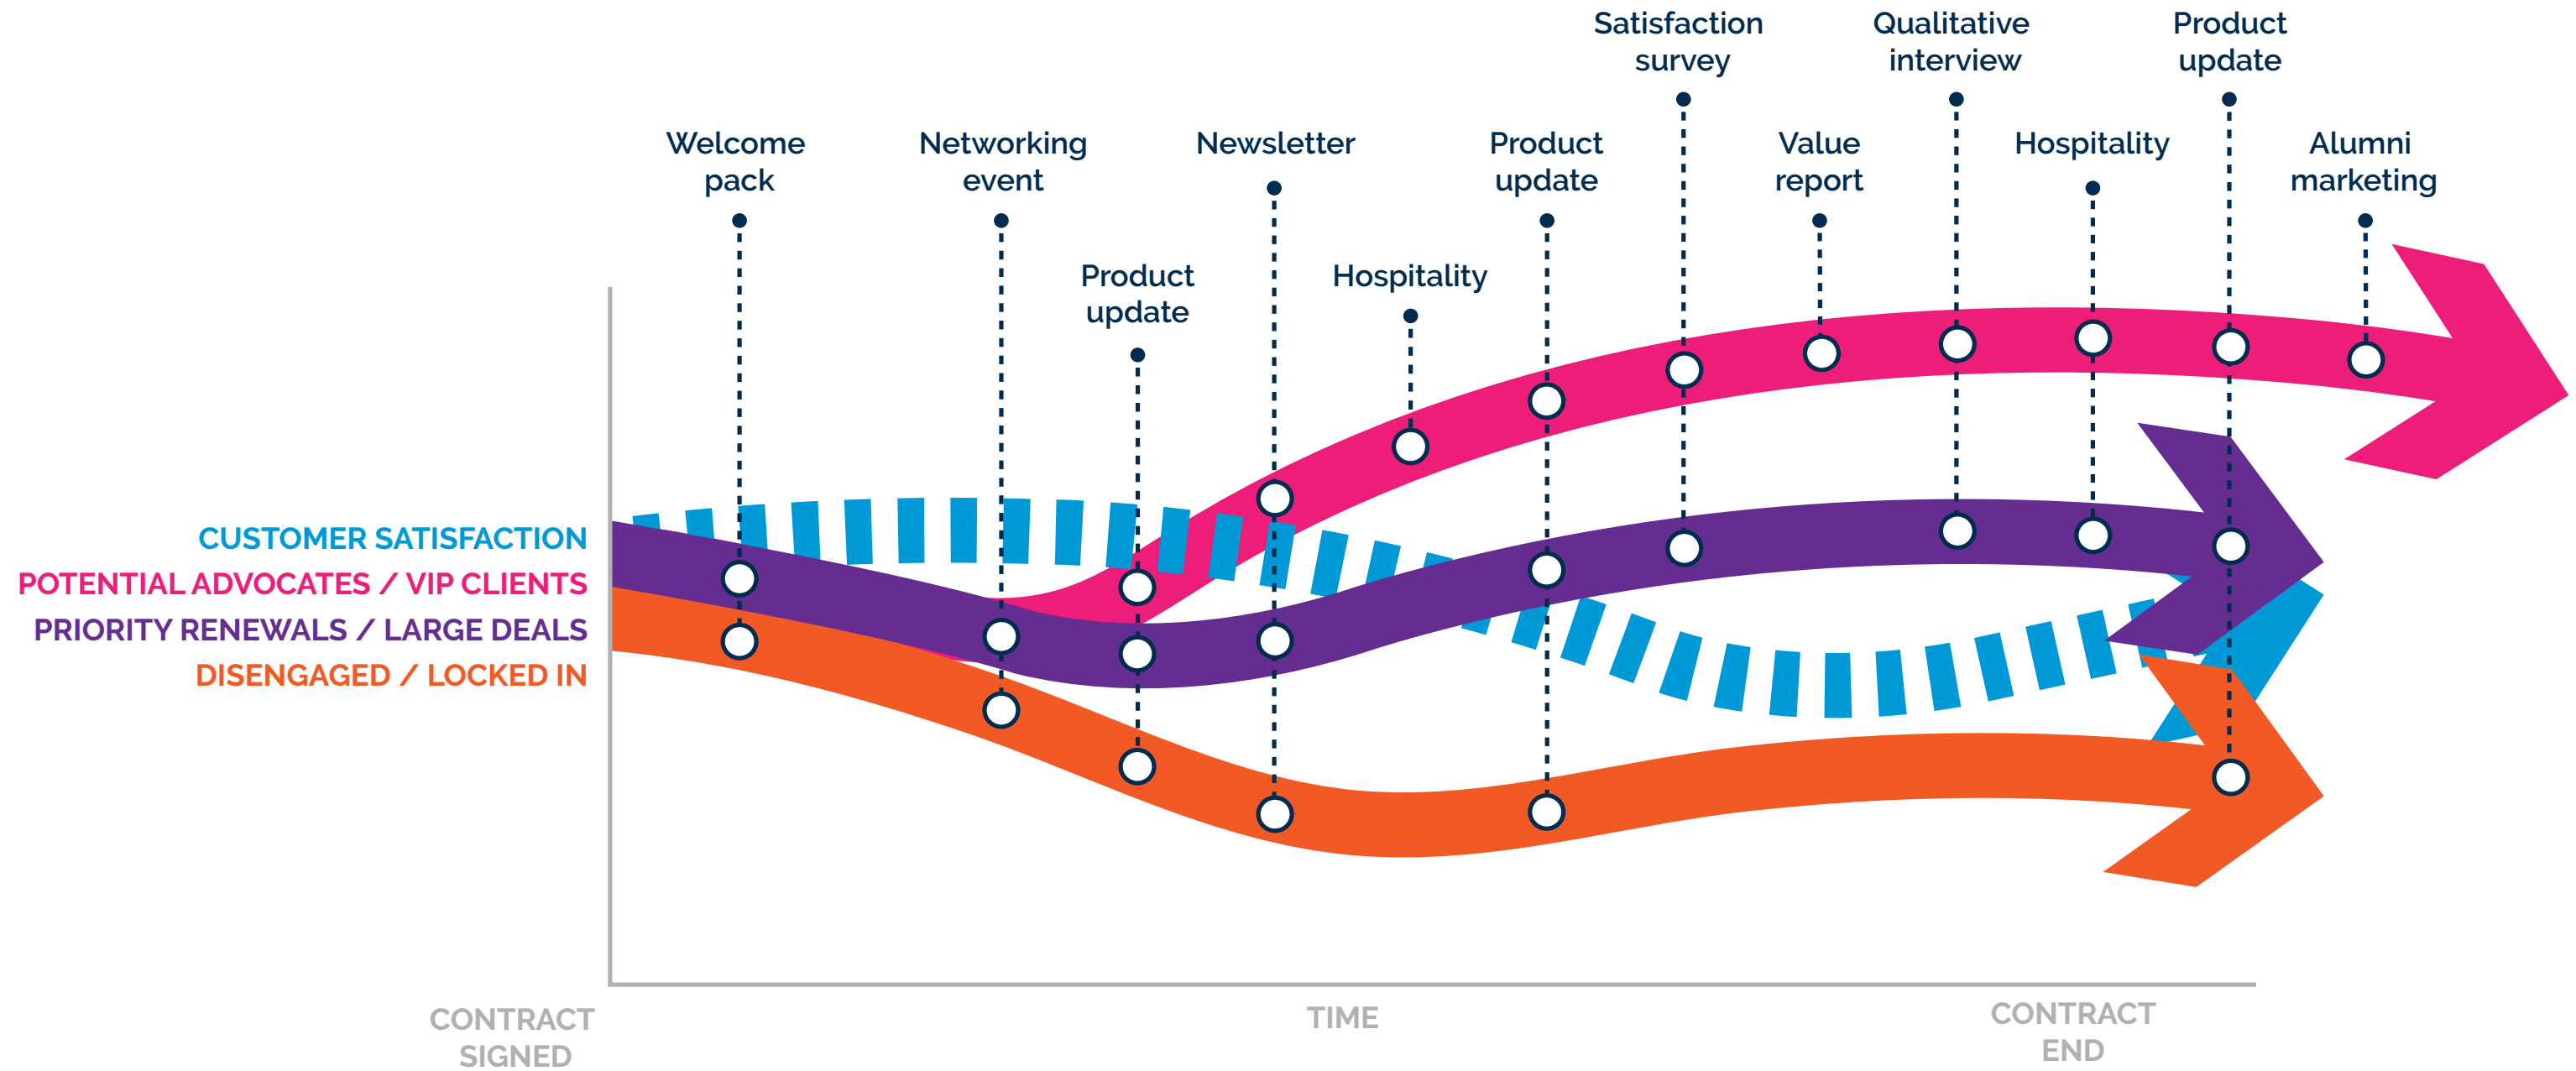 Satisfaction
survey
Qualitative
interview
Product
update
Welcome
pack
Networking
event
Newsletter
Product
update
Value
report
Hospitality
Alumni
marketing
Product
update
Hospitality
CUSTOMER SATISFACTION
POTENTIAL ADVOCATES / VIP CLIENTS
PRIORITY RENEWALS / LARGE DEALS
DISENGAGED / LOCKED IN
CONTRACT
SIGNED
TIME
CONTRACT
END